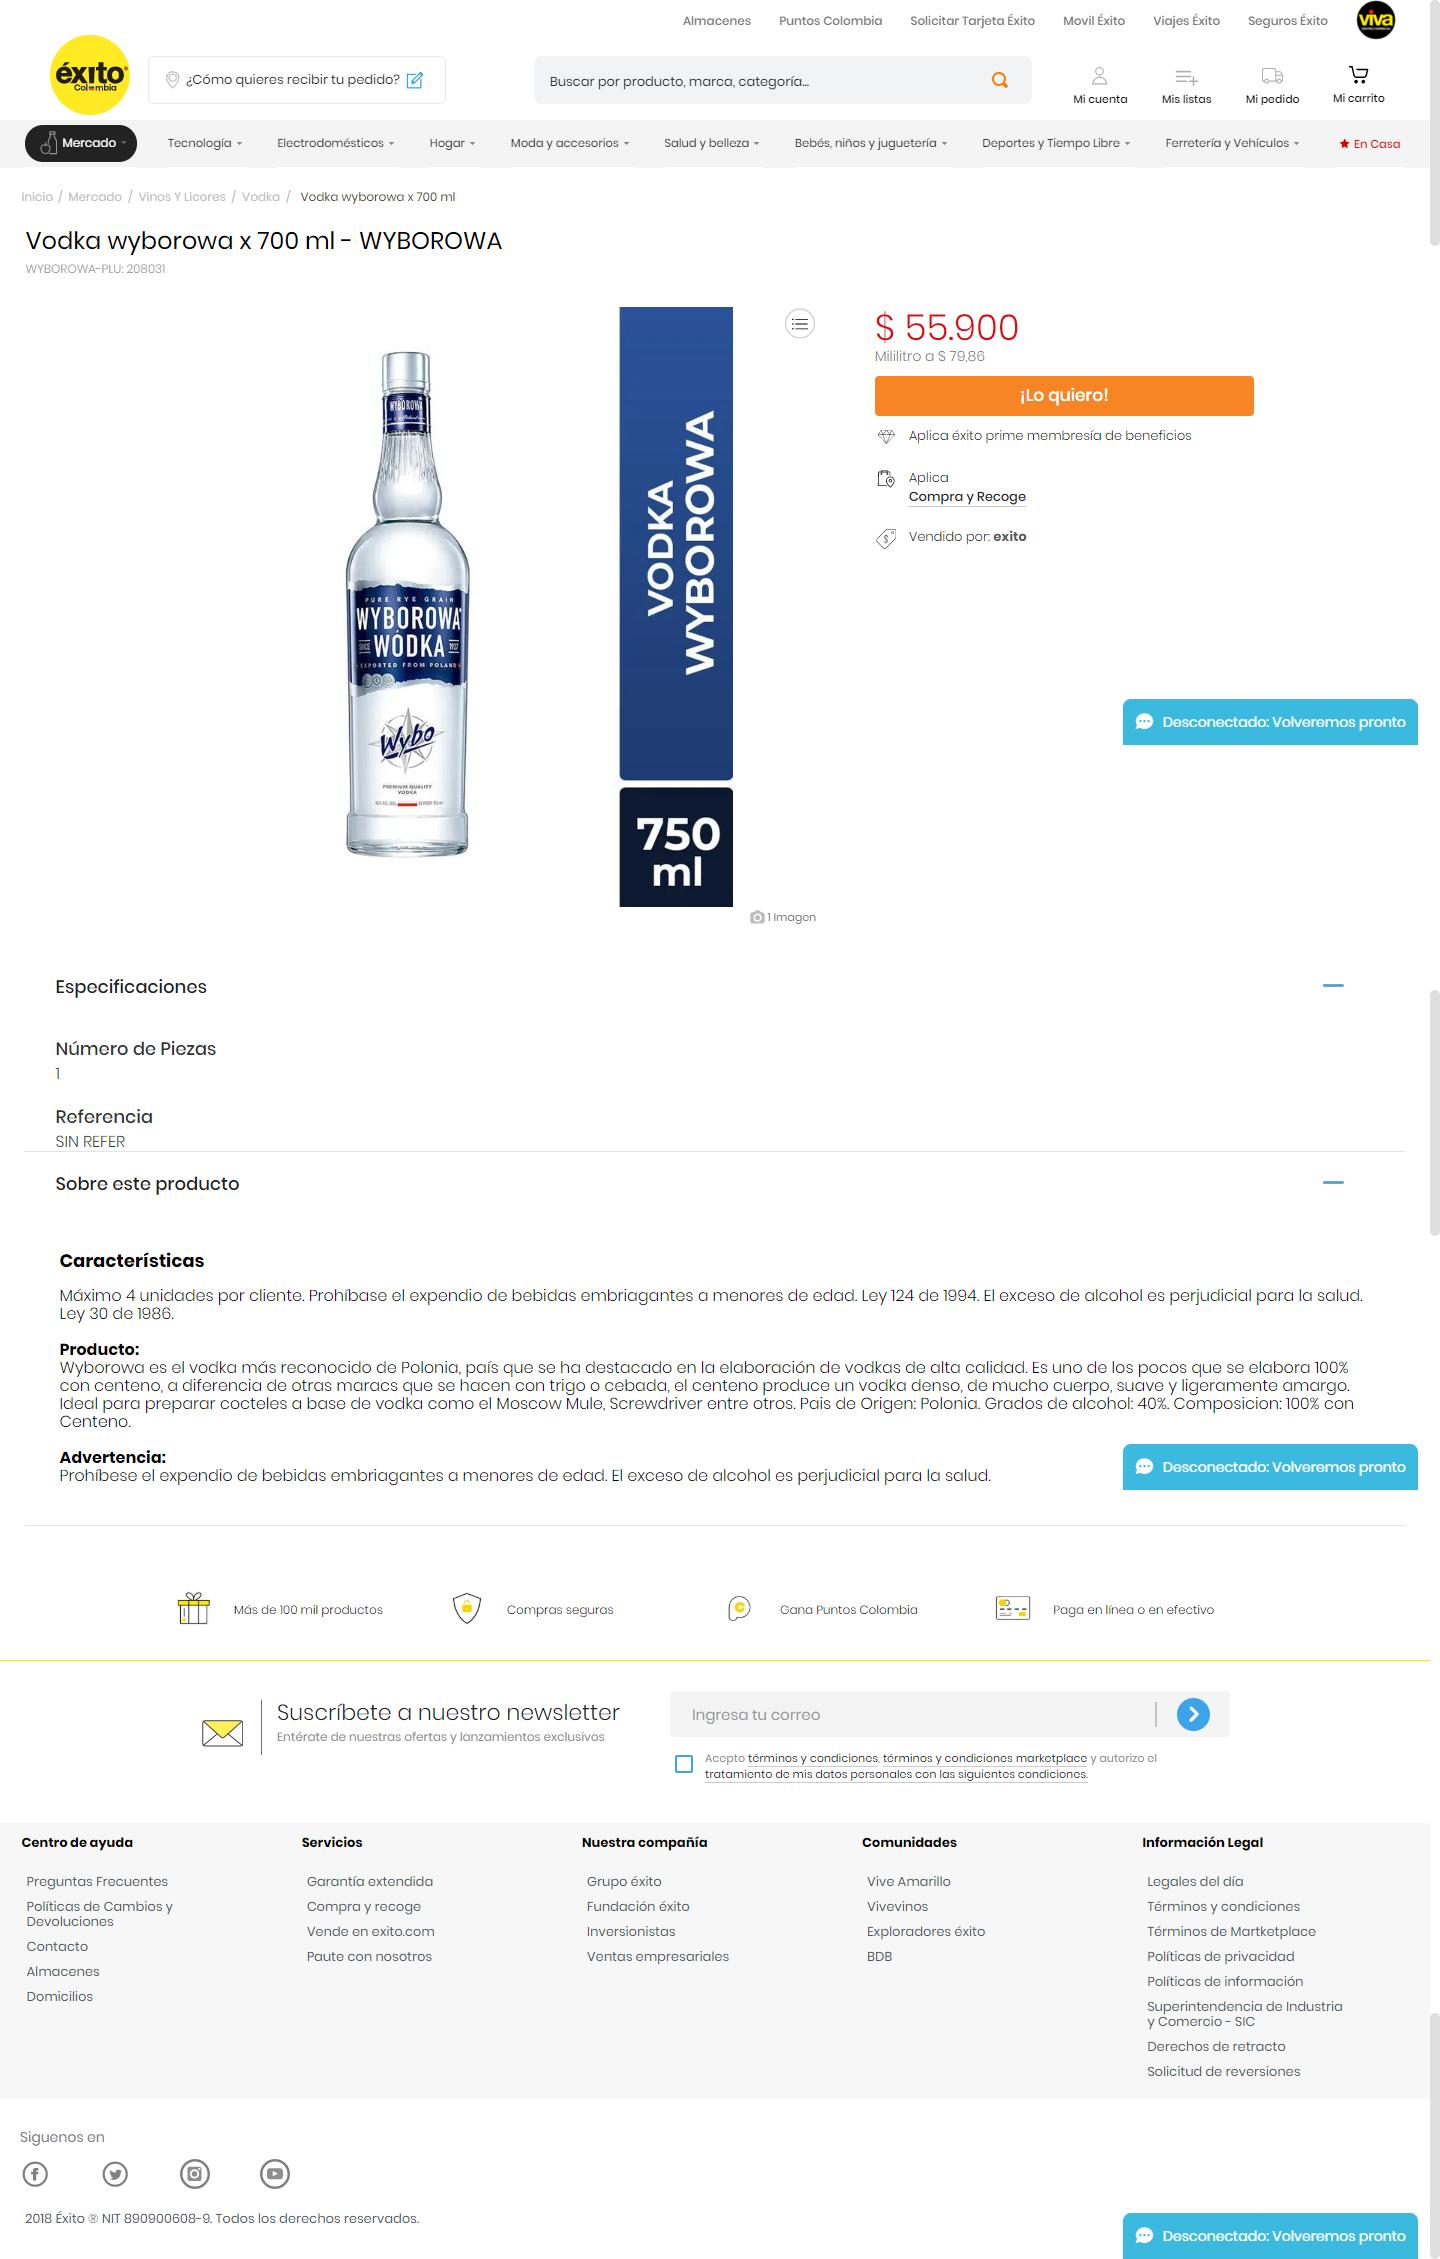 Almacenes Puntos Colombia Solicitar Tarjeta Éxito Movil Éxito Viajes Éxito Seguros Éxito viva
éxito
Colombia
¿Cómo quieres recibir tu pedido?
Buscar por producto, marca, categoría...
Mi cuenta Mis listas Mi pedido Mi carrito
Mercado Tecnología Electrodomésticos Hogar Moda y accesorios Salud y belleza Bebés, niños y juguetería Deportes y Tiempo Libre Ferretería y Vehículos En Casa
Inicio / Mercado / Vinos Y Licores / Vodka / Vodka wyborowa x 700 ml
Vodka wyborowa x 700 ml - WYBOROWA
WYBOROWA-PLU: 208031
WYBOROWA
PURE RYE GRAIN
WYBOROWA
WÓDKA
SINCE 1927
EXPORTED FROM POLAND
Wybo
PREMIUM QUALITY
VODKA
VODKA
WYBOROWA
750
ml
1 Imagen
$ 55.900
Mililitro a $ 79,86
¡Lo quiero!
Aplica éxito prime membresía de beneficios
Aplica
Compra y Recoge
Vendido por: exito
Desconectado: Volveremos pronto
Especificaciones
Número de Piezas
1
Referencia
SIN REFER
Sobre este producto
Características
Máximo 4 unidades por cliente. Prohíbase el expendio de bebidas embriagantes a menores de edad. Ley 124 de 1994. El exceso de alcohol es perjudicial para la salud.
Ley 30 de 1986.
Producto:
Wyborowa es el vodka más reconocido de Polonia, país que se ha destacado en la elaboración de vodkas de alta calidad. Es uno de los pocos que se elabora 100%
con centeno, a diferencia de otras maracs que se hacen con trigo o cebada, el centeno produce un vodka denso, de mucho cuerpo, suave y ligeramente amargo.
Ideal para preparar cocteles a base de vodka como el Moscow Mule, Screwdriver entre otros. Pais de Origen: Polonia. Grados de alcohol: 40%. Composicion: 100% con
Centeno.
Advertencia:
Prohíbese el expendio de bebidas embriagantes a menores de edad. El exceso de alcohol es perjudicial para la salud.
Desconectado: Volveremos pronto
Más de 100 mil productos Compras seguras Gana Puntos Colombia Paga en línea o en efectivo
Suscríbete a nuestro newsletter
Entérate de nuestras ofertas y lanzamientos exclusivos
Ingresa tu correo
Acepto términos y condiciones, términos y condiciones marketplace y autorizo el
tratamiento de mis datos personales con las siguientes condiciones.
Centro de ayuda
Preguntas Frecuentes
Políticas de Cambios y
Devoluciones
Contacto
Almacenes
Domicilios
Servicios
Garantía extendida
Compra y recoge
Vende en exito.com
Paute con nosotros
Nuestra compañía
Grupo éxito
Fundación éxito
Inversionistas
Ventas empresariales
Comunidades
Vive Amarillo
Vivevinos
Exploradores éxito
BDB
Información Legal
Legales del día
Términos y condiciones
Términos de Martketplace
Políticas de privacidad
Políticas de información
Superintendencia de Industria
y Comercio - SIC
Derechos de retracto
Solicitud de reversiones
Siguenos en
2018 Éxito ® NIT 890900608-9. Todos los derechos reservados.
Desconectado: Volveremos pronto